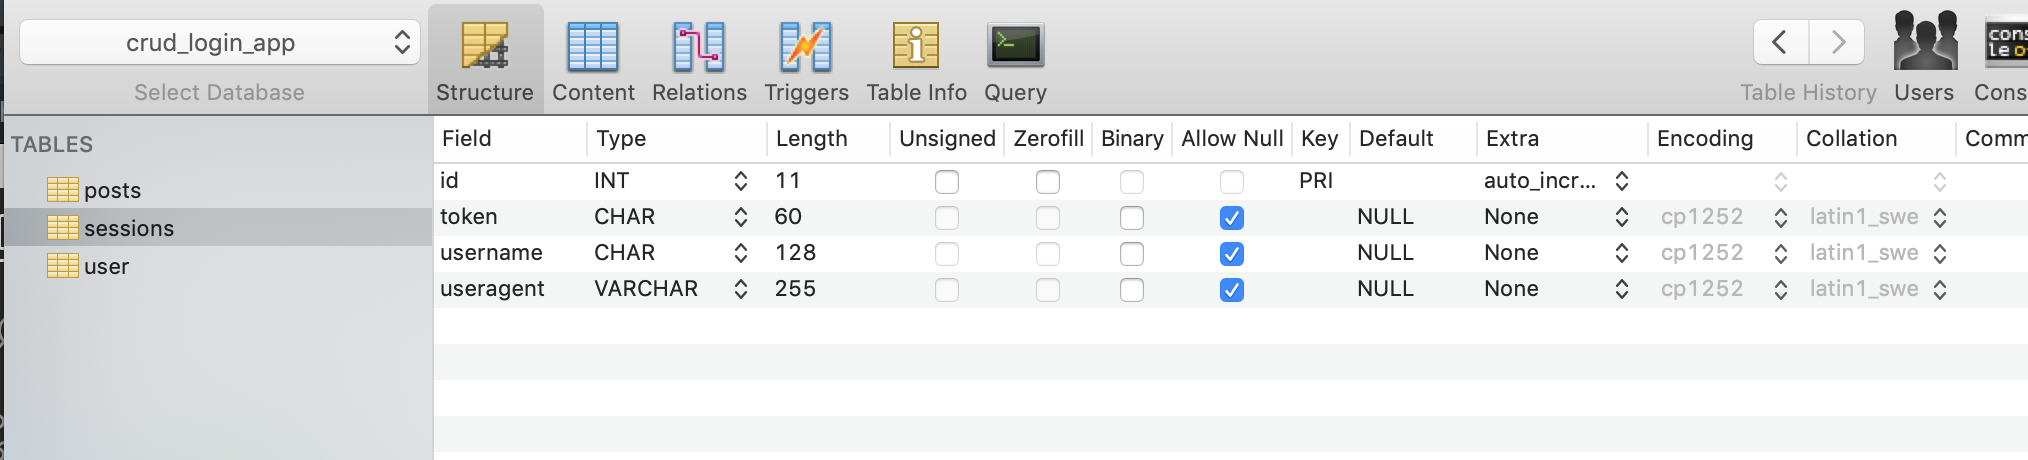 crud_login_app
Select Database
Structure Content Relations Triggers Table Info Query
Table History Users Cons
cons
le o
TABLES
posts
sessions
user
Field Type Length Unsigned Zerofill Binary Allow Null Key Default Extra Encoding Collation Comm
id INT 11 PRI auto_incr...
token CHAR 60 NULL None cp1252 latin1_swe
username CHAR 128 NULL None cp1252 latin1_swe
useragent VARCHAR 255 NULL None cp1252 latin1_swe